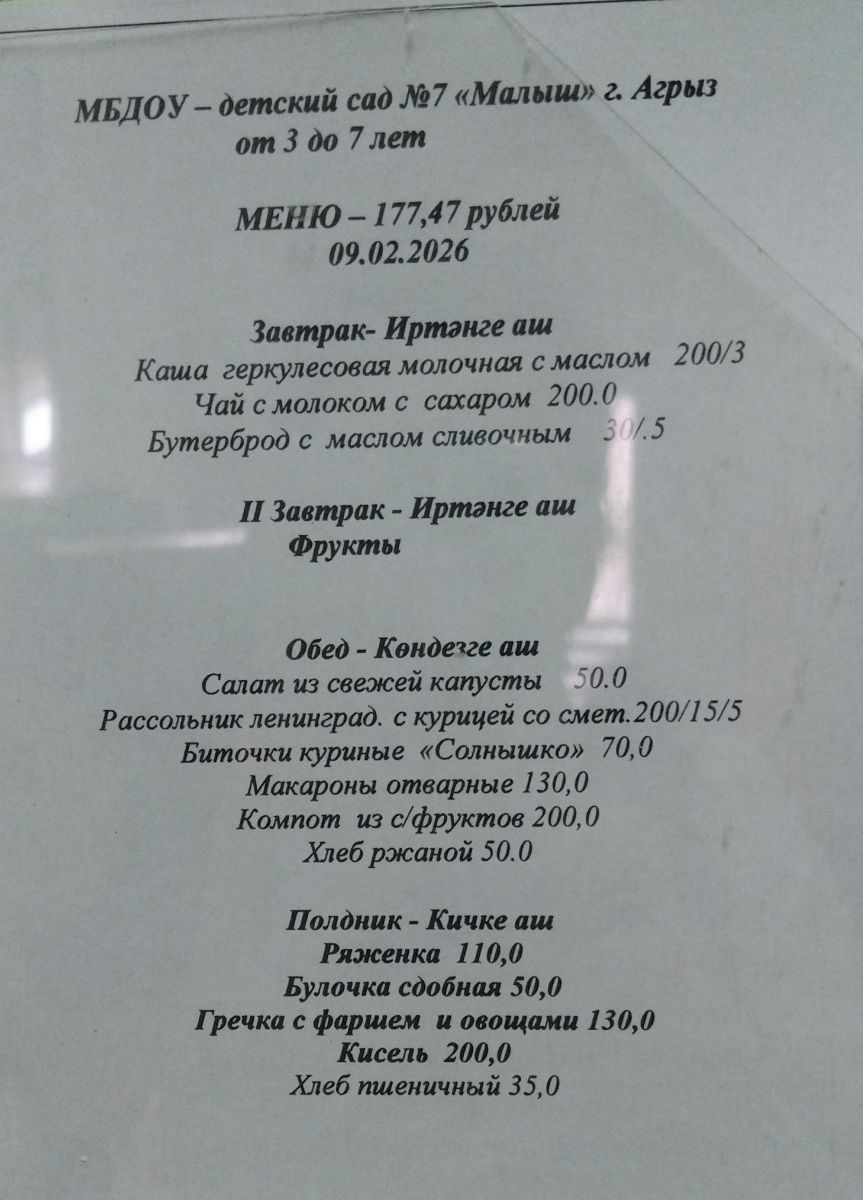 МБДОУ – детский сад №7 «Малыш» г. Агрыз
от 3 до 7 лет
МЕНЮ – 177,47 рублей
09.02.2026
Завтрак- Иртәнге аш
Каша геркулесовая молочная с маслом 200/3
Чай с молоком с сахаром 200.0
Бутерброд с маслом сливочным 30/.5
II Завтрак - Иртәнге аш
Фрукты
Обед - Көндезге аш
Салат из свежей капусты 50.0
Рассольник ленинград. с курицей со смет.200/15/5
Биточки куриные «Солнышко» 70,0
Макароны отварные 130,0
Компот из с/фруктов 200,0
Хлеб ржаной 50.0
Полдник - Кичке аш
Ряженка 110,0
Булочка сдобная 50,0
Гречка с фаршем и овощами 130,0
Кисель 200,0
Хлеб пшеничный 35,0